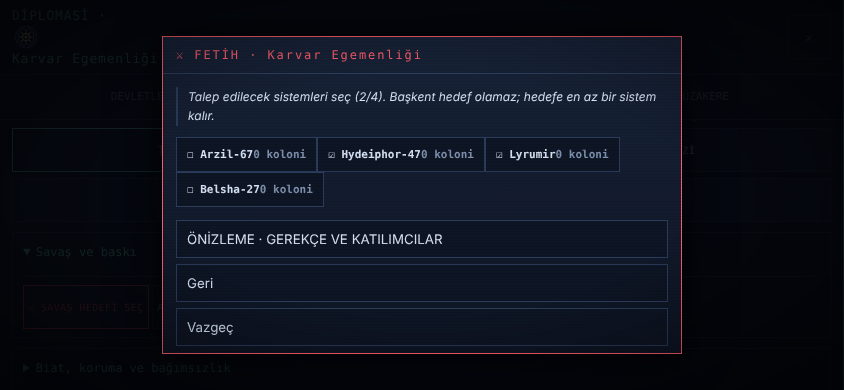 DİPLOMASİ ·
Karvar Egemenliği
⚔ FETİH · Karvar Egemenliği
Talep edilecek sistemleri seç (2/4). Başkent hedef olamaz; hedefe en az bir sistem
kalır.
☐ Arzil-670 koloni ☑ Hydeiphor-470 koloni ☑ Lyrumir0 koloni
☐ Belsha-270 koloni
ÖNİZLEME · GEREKÇE VE KATILIMCILAR
Geri
Vazgeç
▼ Savaş ve baskı
SAVAŞ HEDEFİ SEÇ
▶ Biat, koruma ve bağımsızlık